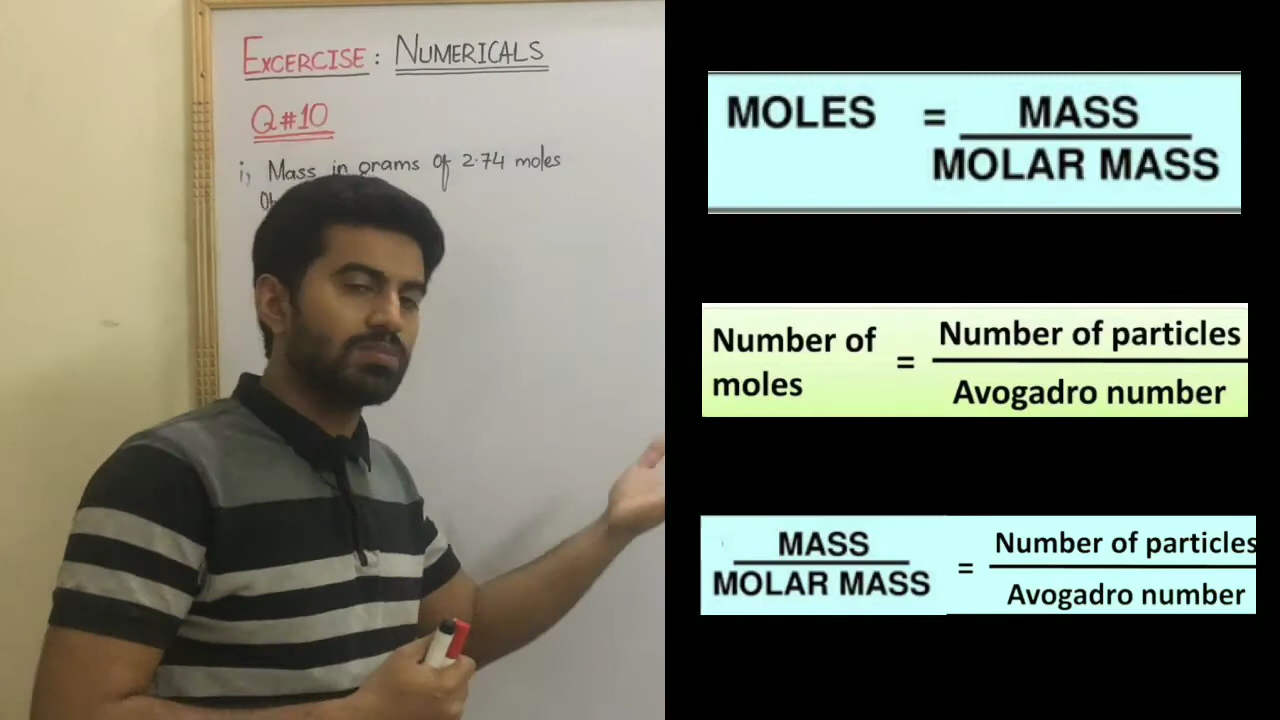 EXCERCISE : NUMERICALS
Q#10
i, Mass in grams of 2.74 moles
MOLES = MASS
MOLAR MASS
Number of moles = Number of particles
Avogadro number
MASS = Number of particles
MOLAR MASS Avogadro number